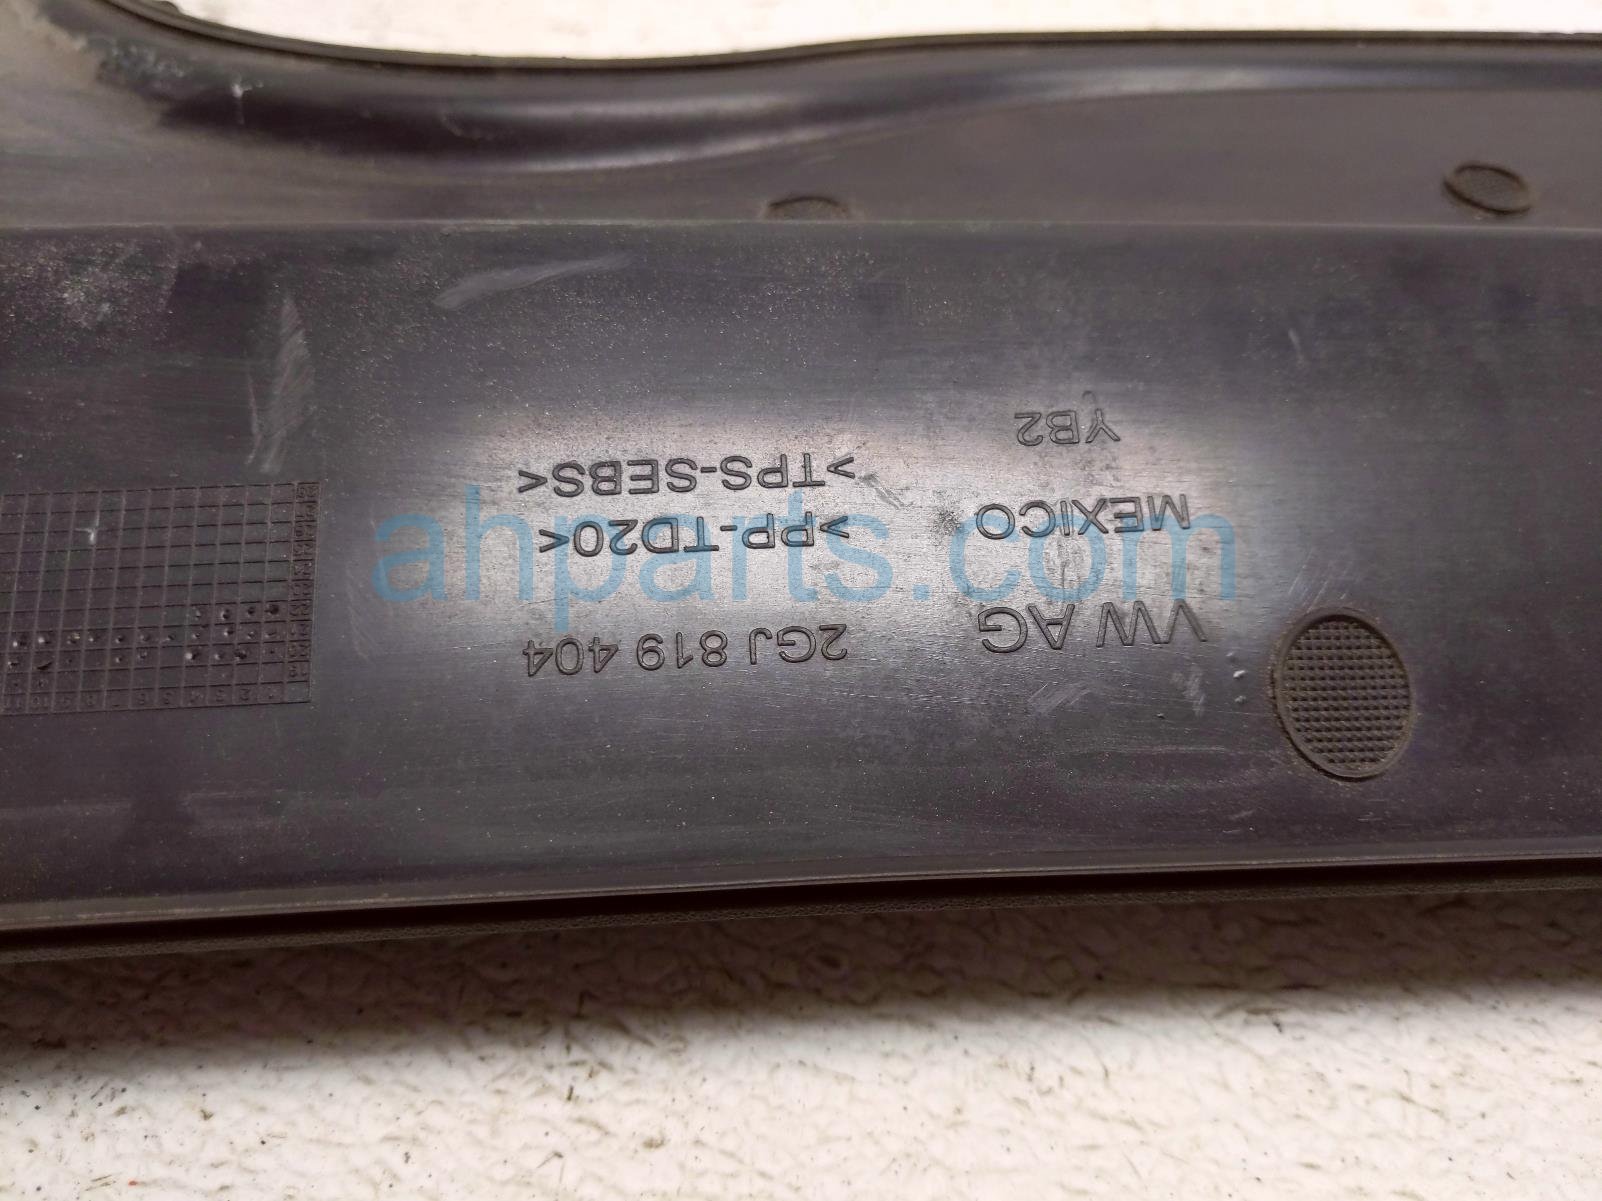 VW AG
2GJ 819 404
MEXICO
>PP-TD20<
YB2
>TPS-SEBS<
ahparts.com